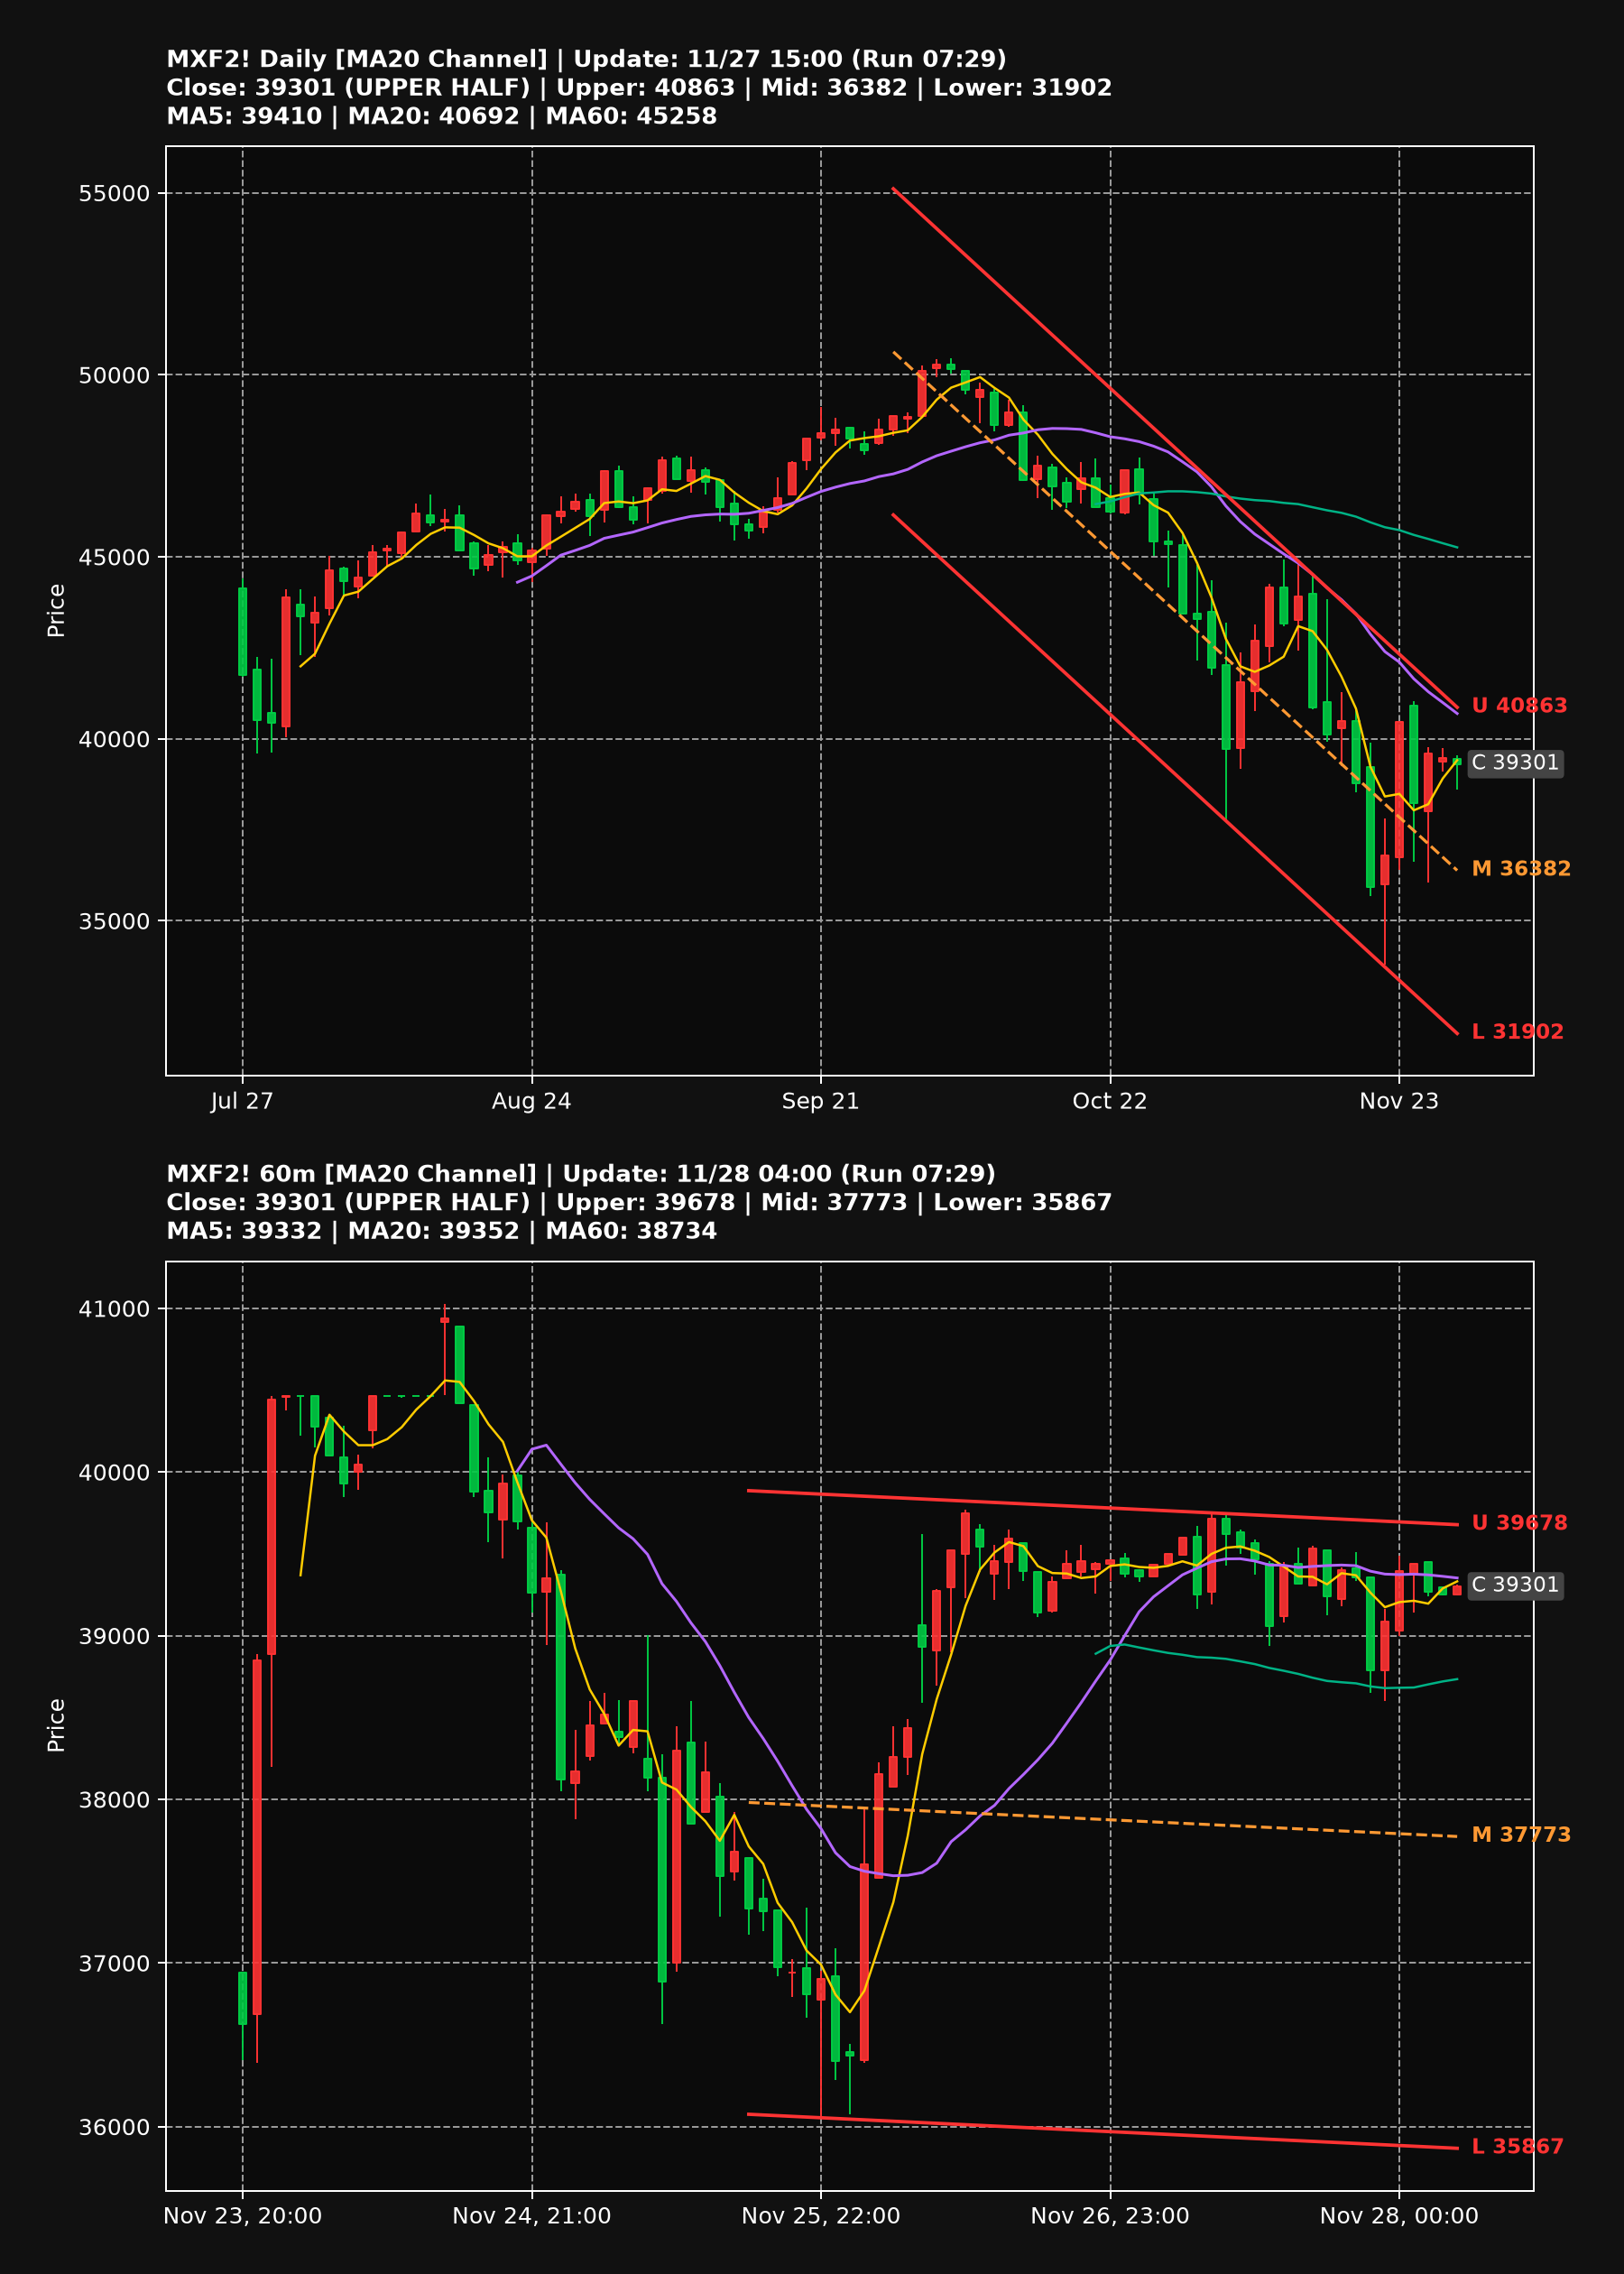 MXF2! Daily [MA20 Channel] | Update: 11/27 15:00 (Run 07:29)
Close: 39301 (UPPER HALF) | Upper: 40863 | Mid: 36382 | Lower: 31902
MA5: 39410 | MA20: 40692 | MA60: 45258
55000
50000
45000
40000
35000
Price
U 40863
C 39301
M 36382
L 31902
Jul 27
Aug 24
Sep 21
Oct 22
Nov 23
MXF2! 60m [MA20 Channel] | Update: 11/28 04:00 (Run 07:29)
Close: 39301 (UPPER HALF) | Upper: 39678 | Mid: 37773 | Lower: 35867
MA5: 39332 | MA20: 39352 | MA60: 38734
41000
40000
39000
38000
37000
36000
Price
U 39678
C 39301
M 37773
L 35867
Nov 23, 20:00
Nov 24, 21:00
Nov 25, 22:00
Nov 26, 23:00
Nov 28, 00:00